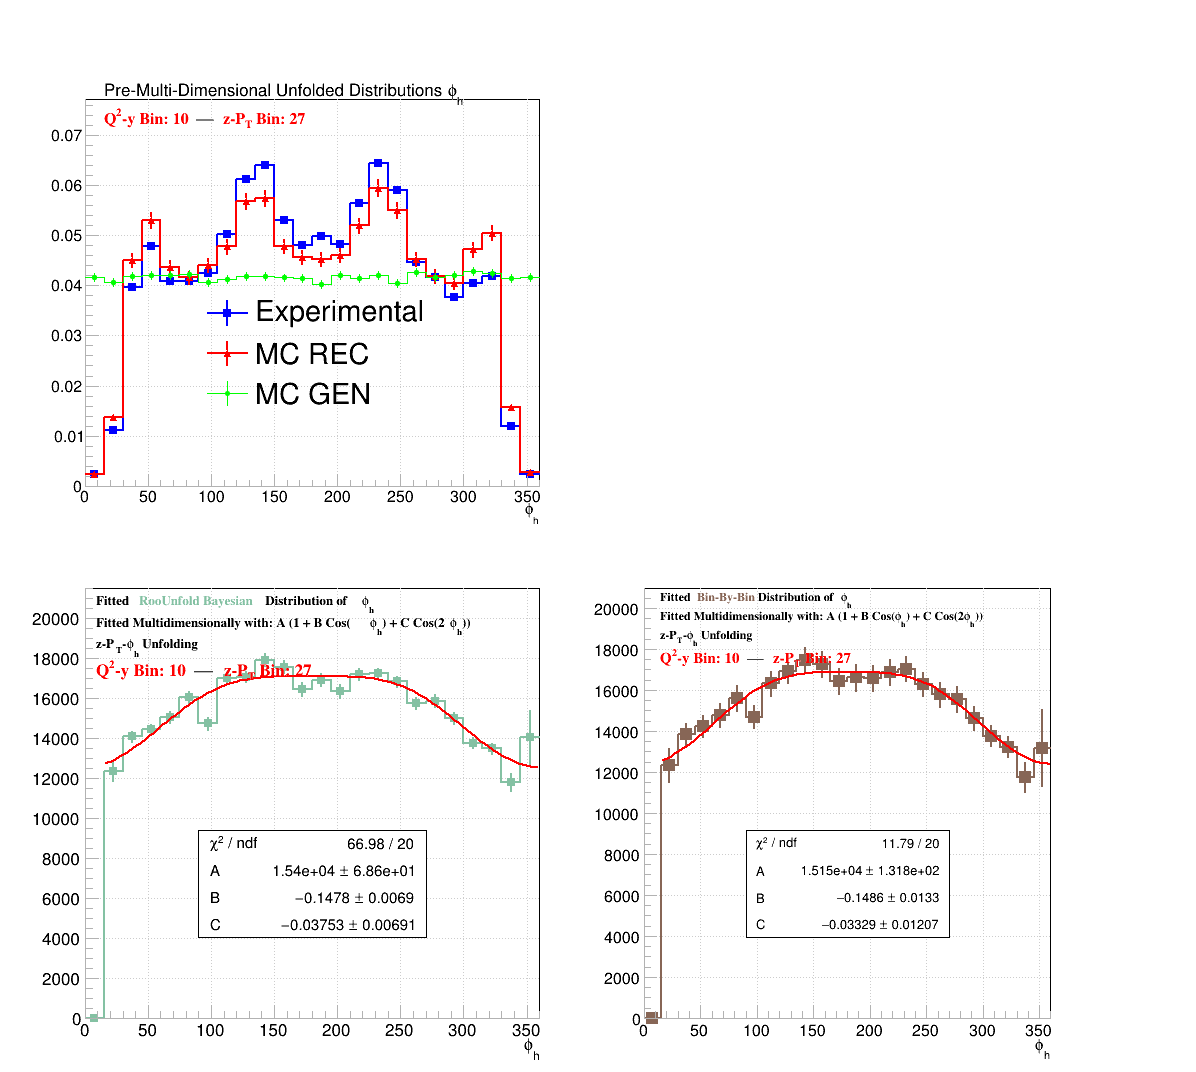 Pre-Multi-Dimensional Unfolded Distributions ϕh
Q2-y Bin: 10 — z-PT Bin: 27
0.07
0.06
0.05
0.04
0.03
0.02
0.01
0
Experimental
MC REC
MC GEN
0 50 100 150 200 250 300 350
ϕh
Fitted RooUnfold Bayesian Distribution of ϕh
Fitted Multidimensionally with: A (1 + B Cos( ϕh) + C Cos(2 ϕh))
z-PT-ϕh Unfolding
Q2-y Bin: 10 — z-PT Bin: 27
20000
18000
16000
14000
12000
10000
8000
6000
4000
2000
0
χ2 / ndf 66.98 / 20
A 1.54e+04 ± 6.86e+01
B −0.1478 ± 0.0069
C −0.03753 ± 0.00691
0 50 100 150 200 250 300 350
ϕh
Fitted Bin-By-Bin Distribution of ϕh
Fitted Multidimensionally with: A (1 + B Cos(ϕh) + C Cos(2ϕh))
z-PT-ϕh Unfolding
Q2-y Bin: 10 — z-PT Bin: 27
20000
18000
16000
14000
12000
10000
8000
6000
4000
2000
0
χ2 / ndf 11.79 / 20
A 1.515e+04 ± 1.318e+02
B −0.1486 ± 0.0133
C −0.03329 ± 0.01207
0 50 100 150 200 250 300 350
ϕh